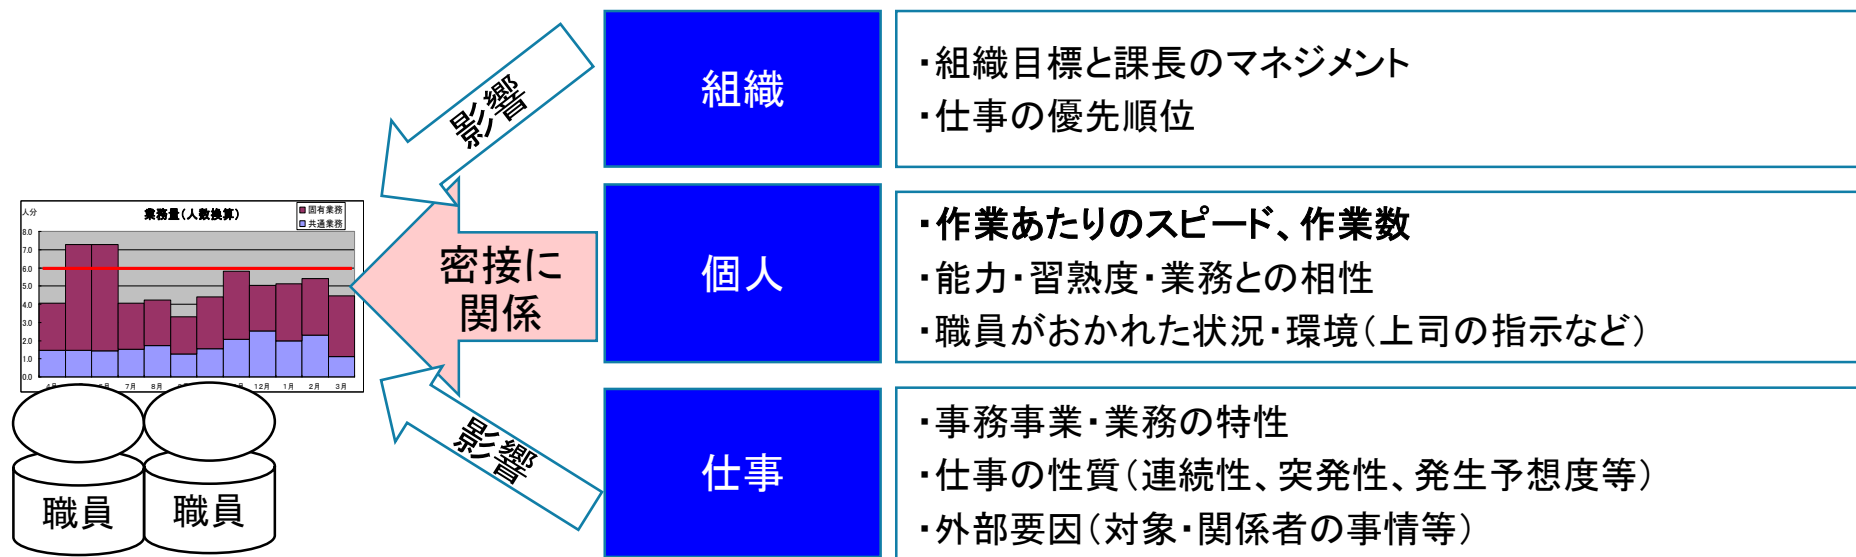 影響
組織
・組織目標と課長のマネジメント
・仕事の優先順位
人分
業務量(人数換算)
固有業務
共通業務
8.0
7.0
6.0
5.0
4.0
3.0
2.0
1.0
0.0
7月 8月 12月 1月 2月 3月
密接に
関係
個人
・作業あたりのスピード、作業数
・能力・習熟度・業務との相性
・職員がおかれた状況・環境(上司の指示など)
影響
仕事
・事務事業・業務の特性
・仕事の性質(連続性、突発性、発生予想度等)
・外部要因(対象・関係者の事情等)
職員
職員